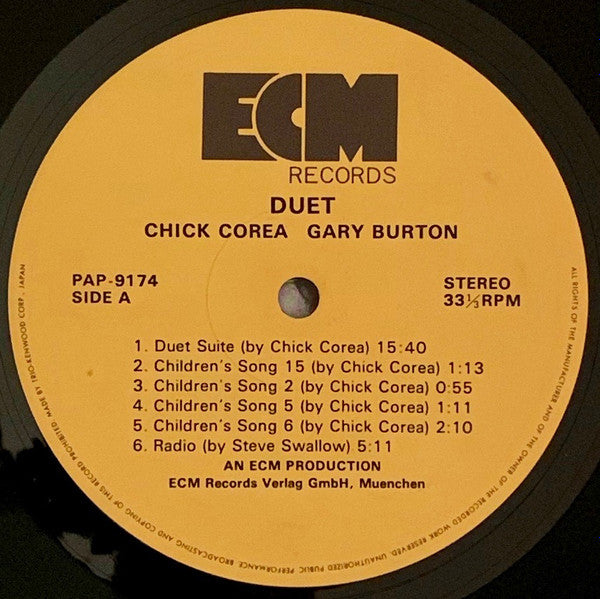 ECM
RECORDS
DUET
CHICK COREA GARY BURTON
PAP-9174
SIDE A
STEREO
33⅓RPM
1. Duet Suite (by Chick Corea) 15:40
2. Children's Song 15 (by Chick Corea) 1:13
3. Children's Song 2 (by Chick Corea) 0:55
4. Children's Song 5 (by Chick Corea) 1:11
5. Children's Song 6 (by Chick Corea) 2:10
6. Radio (by Steve Swallow) 5:11
AN ECM PRODUCTION
ECM Records Verlag GmbH, Muenchen
ALL RIGHTS OF THE MANUFACTURER AND OF THE OWNER OF THE RECORDED WORK RESERVED. UNAUTHORIZED PUBLIC PERFORMANCE, BROADCASTING AND COPYING OF THIS RECORD PROHIBITED. MADE BY TRIO-KENWOOD CORP., JAPAN